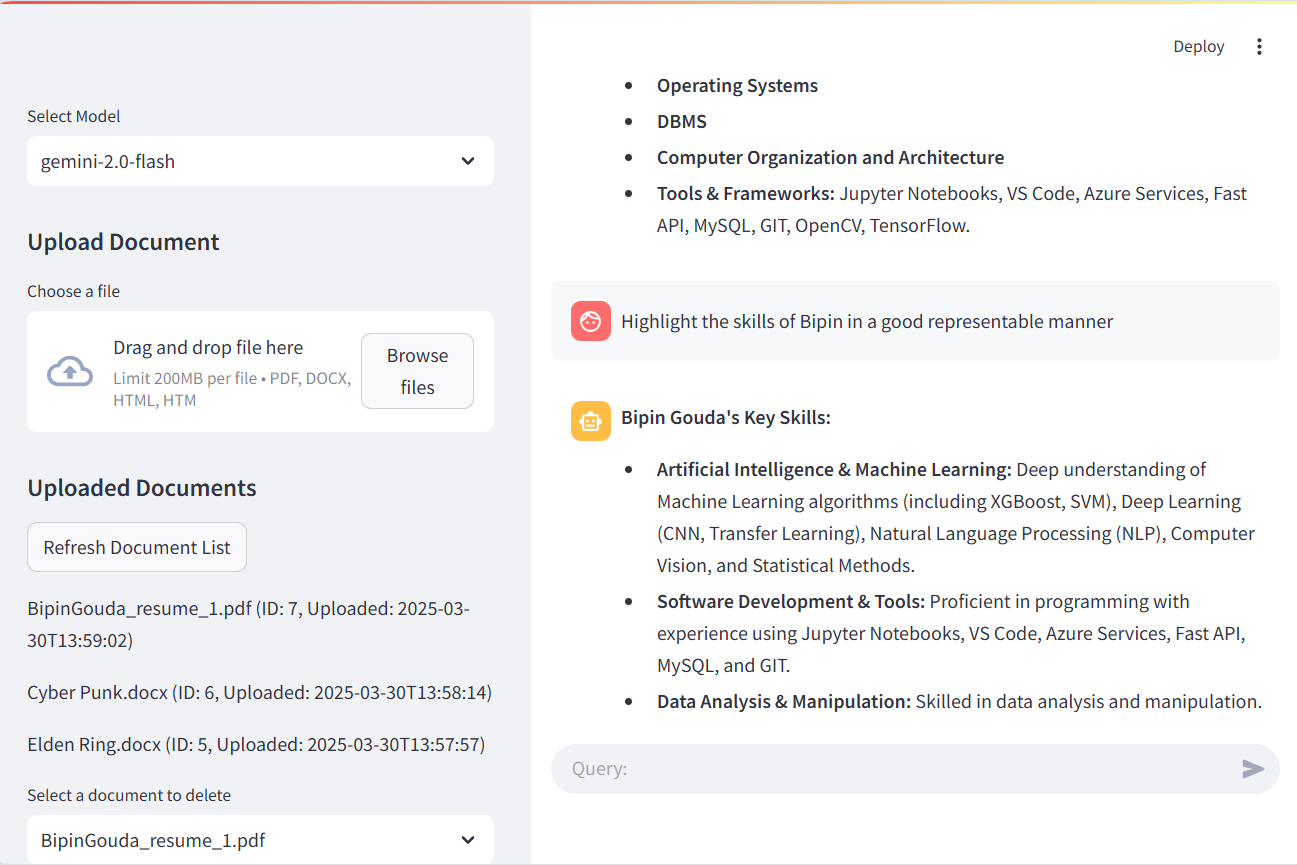 Select Model
gemini-2.0-flash
Upload Document
Choose a file
Drag and drop file here
Limit 200MB per file • PDF, DOCX,
HTML, HTM
Browse
files
Uploaded Documents
Refresh Document List
BipinGouda_resume_1.pdf (ID: 7, Uploaded: 2025-03-
30T13:59:02)
Cyber Punk.docx (ID: 6, Uploaded: 2025-03-30T13:58:14)
Elden Ring.docx (ID: 5, Uploaded: 2025-03-30T13:57:57)
Select a document to delete
BipinGouda_resume_1.pdf
Deploy
• Operating Systems
• DBMS
• Computer Organization and Architecture
• Tools & Frameworks: Jupyter Notebooks, VS Code, Azure Services, Fast
API, MySQL, GIT, OpenCV, TensorFlow.
Highlight the skills of Bipin in a good representable manner
Bipin Gouda's Key Skills:
• Artificial Intelligence & Machine Learning: Deep understanding of
Machine Learning algorithms (including XGBoost, SVM), Deep Learning
(CNN, Transfer Learning), Natural Language Processing (NLP), Computer
Vision, and Statistical Methods.
• Software Development & Tools: Proficient in programming with
experience using Jupyter Notebooks, VS Code, Azure Services, Fast API,
MySQL, and GIT.
• Data Analysis & Manipulation: Skilled in data analysis and manipulation.
Query: